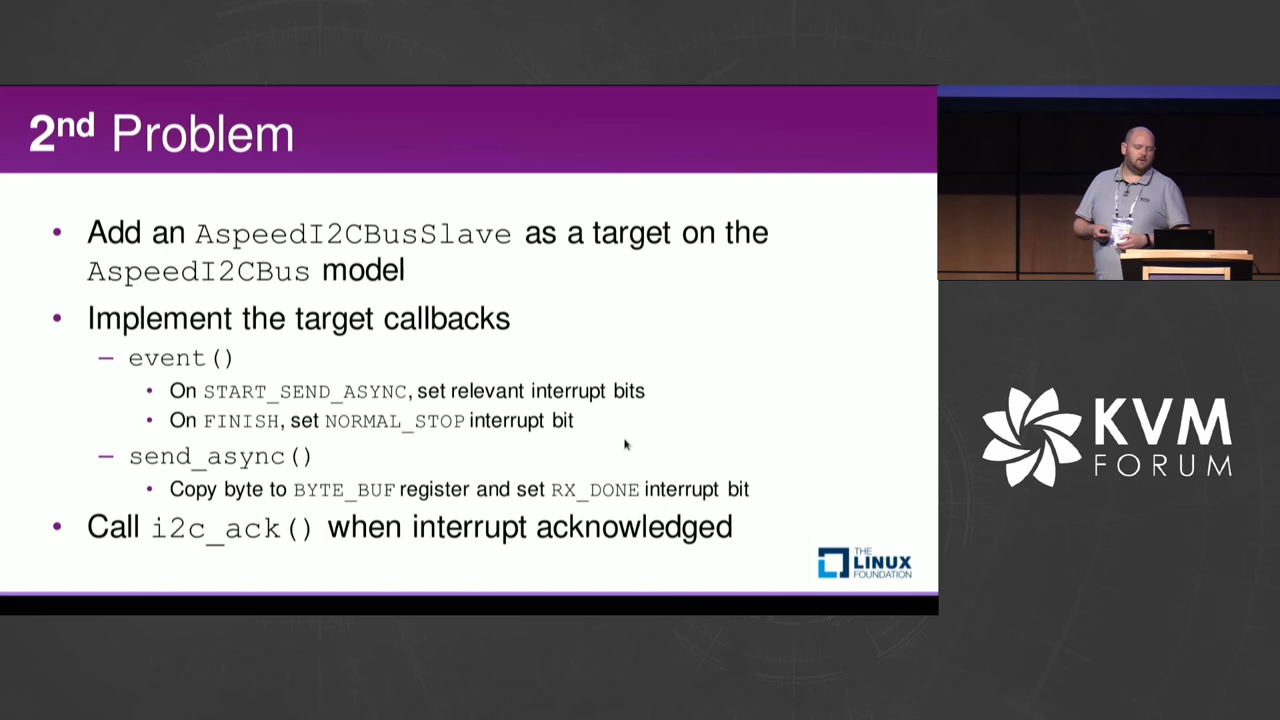 2nd Problem
• Add an AspeedI2CBusSlave as a target on the
AspeedI2CBus model
• Implement the target callbacks
– event()
• On START_SEND_ASYNC, set relevant interrupt bits
• On FINISH, set NORMAL_STOP interrupt bit
– send_async()
• Copy byte to BYTE_BUF register and set RX_DONE interrupt bit
• Call i2c_ack() when interrupt acknowledged
THE
LINUX
FOUNDATION
KVM
FORUM